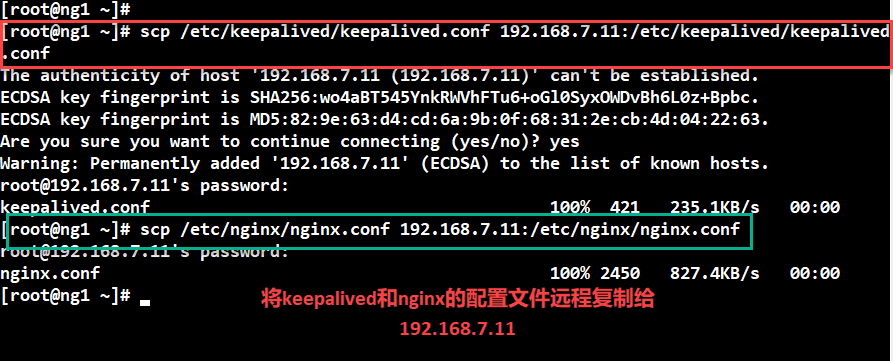 [root@ng1 ~]#
[root@ng1 ~]# scp /etc/keepalived/keepalived.conf 192.168.7.11:/etc/keepalived/keepalived
.conf
The authenticity of host '192.168.7.11 (192.168.7.11)' can't be established.
ECDSA key fingerprint is SHA256:wo4aBT545YnkRWVhFTu6+oGl0SyxOWDvBh6L0z+Bpbc.
ECDSA key fingerprint is MD5:82:9e:63:d4:cd:6a:9b:0f:68:31:2e:cb:4d:04:22:63.
Are you sure you want to continue connecting (yes/no)? yes
Warning: Permanently added '192.168.7.11' (ECDSA) to the list of known hosts.
root@192.168.7.11's password:
keepalived.conf 100% 421 235.1KB/s 00:00
[root@ng1 ~]# scp /etc/nginx/nginx.conf 192.168.7.11:/etc/nginx/nginx.conf
root@192.168.7.11's password:
nginx.conf 100% 2450 827.4KB/s 00:00
[root@ng1 ~]#
将keepalived和nginx的配置文件远程复制给
192.168.7.11